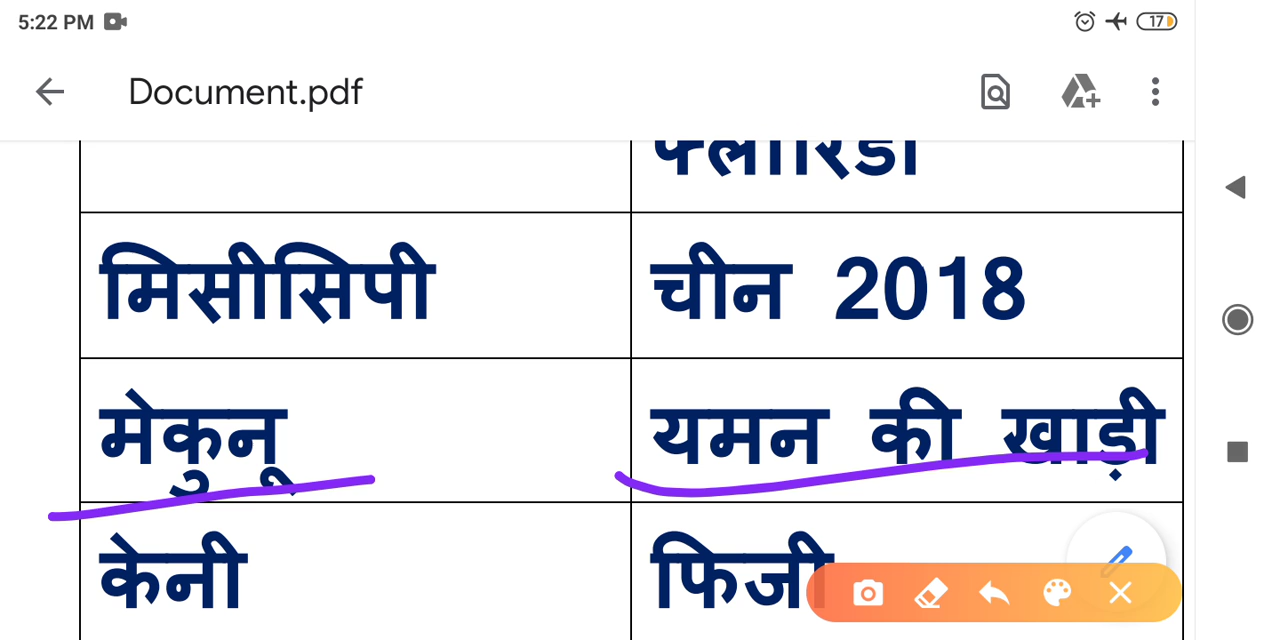 5:22 PM
17
Document.pdf
फ्लोरिडा
मिसीसिपी चीन 2018
मेकुनू यमन की खाड़ी
केनी फिजी